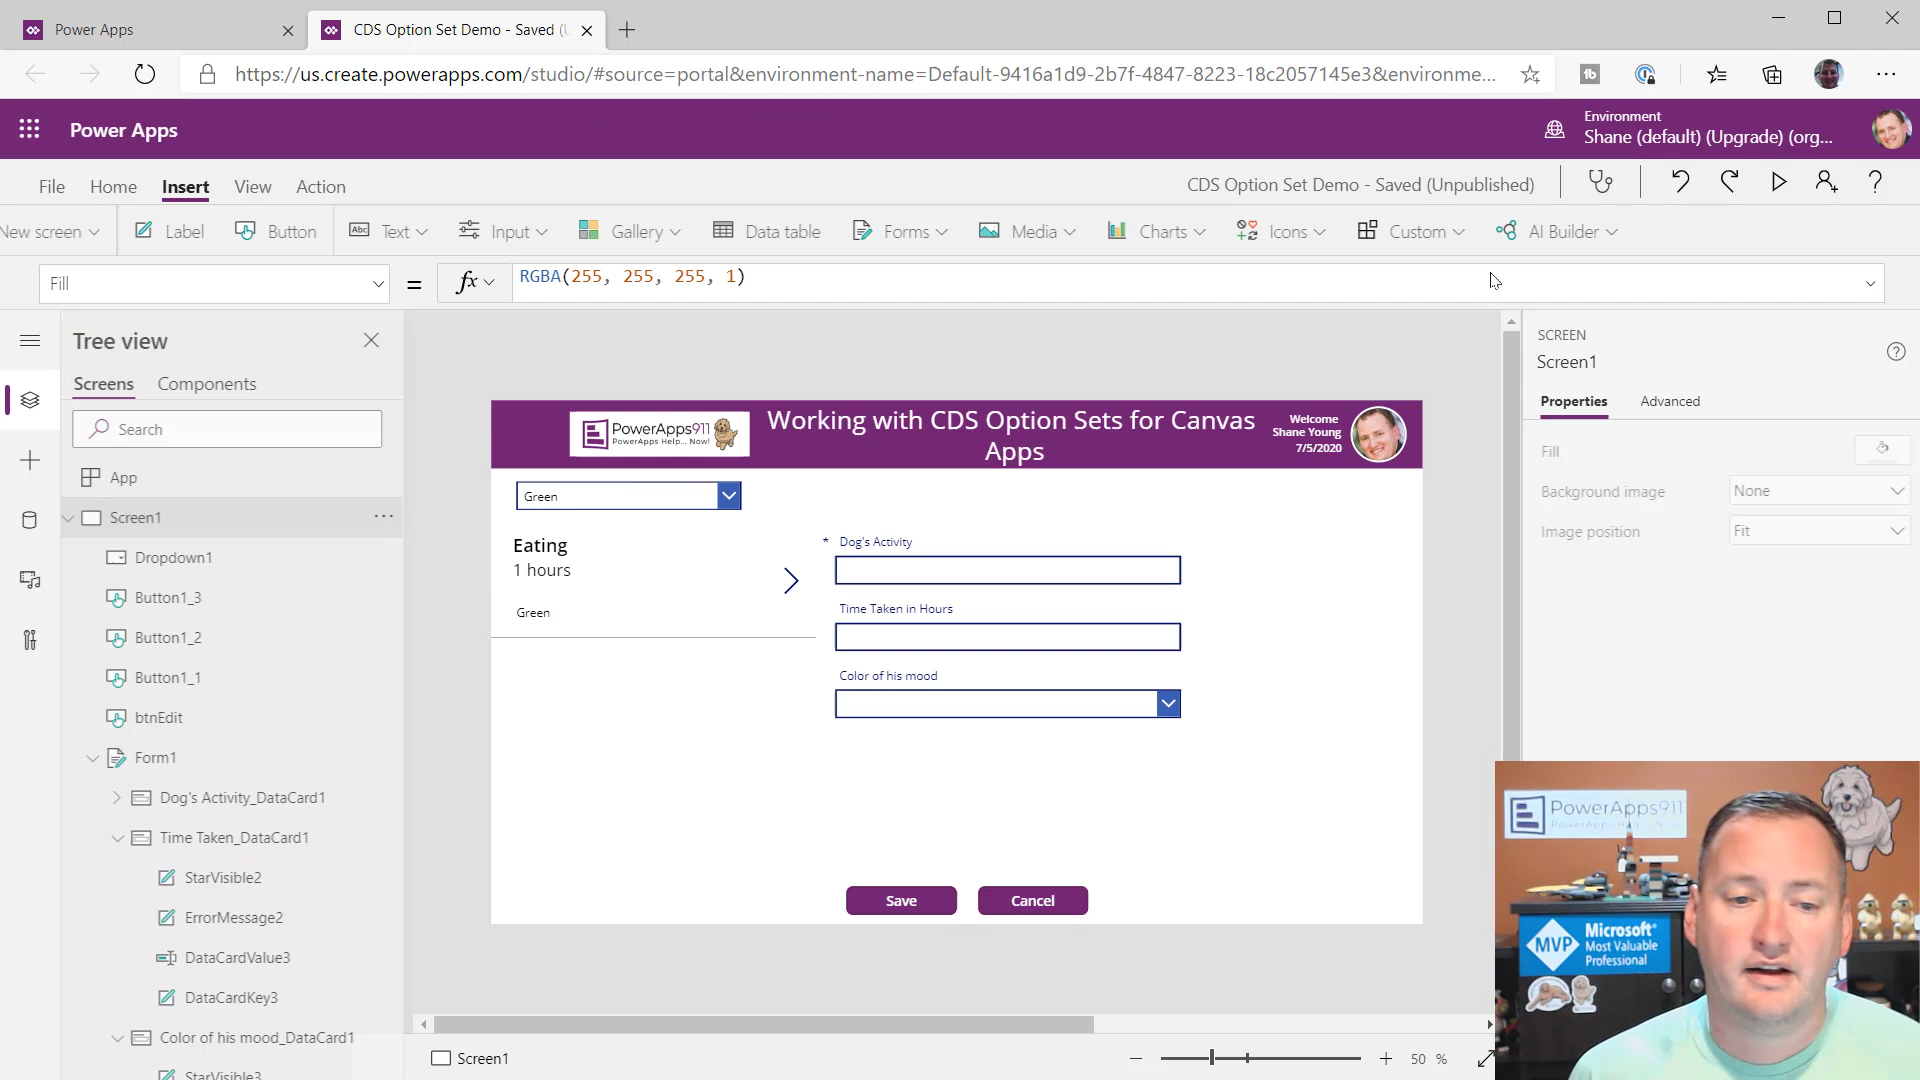 Power Apps
CDS Option Set Demo - Saved (U
https://us.create.powerapps.com/studio/#source=portal&environment-name=Default-9416a1d9-2b7f-4847-8223-18c2057145e3&environme...
Power Apps
Environment
Shane (default) (Upgrade) (org...
File Home Insert View Action
CDS Option Set Demo - Saved (Unpublished)
New screen
Label
Button
Text
Input
Gallery
Data table
Forms
Media
Charts
Icons
Custom
AI Builder
Fill
=
fx
RGBA(255, 255, 255, 1)
Tree view
Screens Components
Search
App
Screen1
Dropdown1
Button1_3
Button1_2
Button1_1
btnEdit
Form1
Dog's Activity_DataCard1
Time Taken_DataCard1
StarVisible2
ErrorMessage2
DataCardValue3
DataCardKey3
Color of his mood_DataCard1
StarVisible3
PowerApps911
PowerApps Help... Now!
Working with CDS Option Sets for Canvas
Apps
Welcome
Shane Young
7/5/2020
Green
Eating
1 hours
Green
* Dog's Activity
Time Taken in Hours
Color of his mood
Save
Cancel
Screen1
50 %
SCREEN
Screen1
Properties Advanced
Fill
Background image None
Image position Fit
PowerApps911
PowerApps Help... Now!
MVP
Microsoft
Most Valuable
Professional